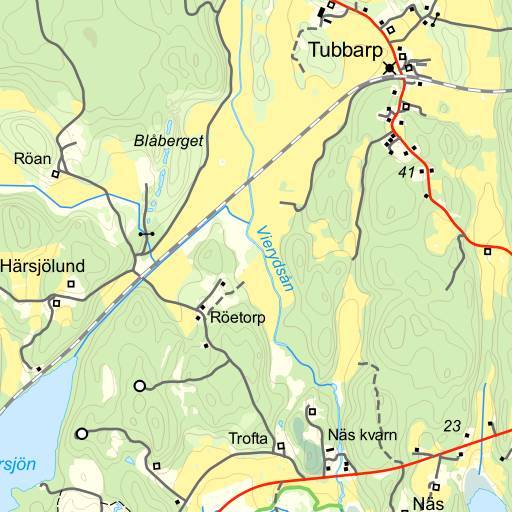 Tubbarp
Blåberget
Röan
41
Vierydsån
Härsjölund
Röetorp
23
Trofta
Näs kvarn
rsjön
Näs